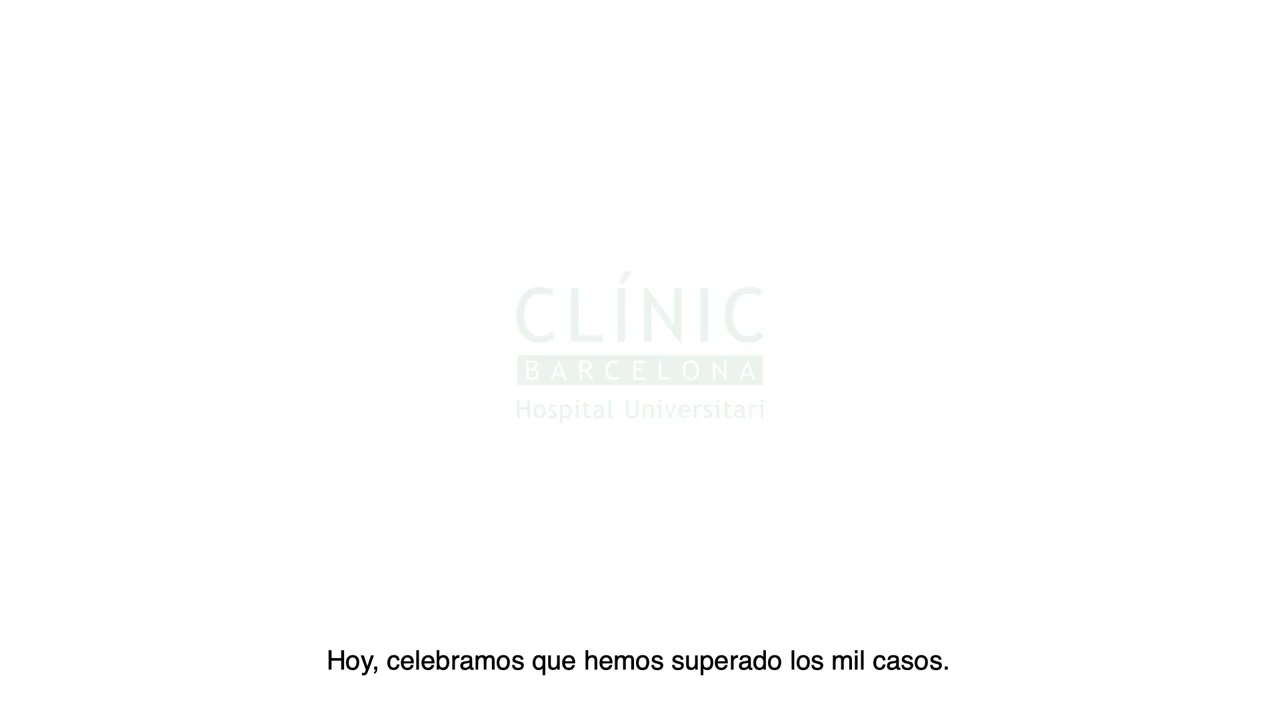 CLÍNIC
BARCELONA
Hospital Universitari
Hoy, celebramos que hemos superado los mil casos.